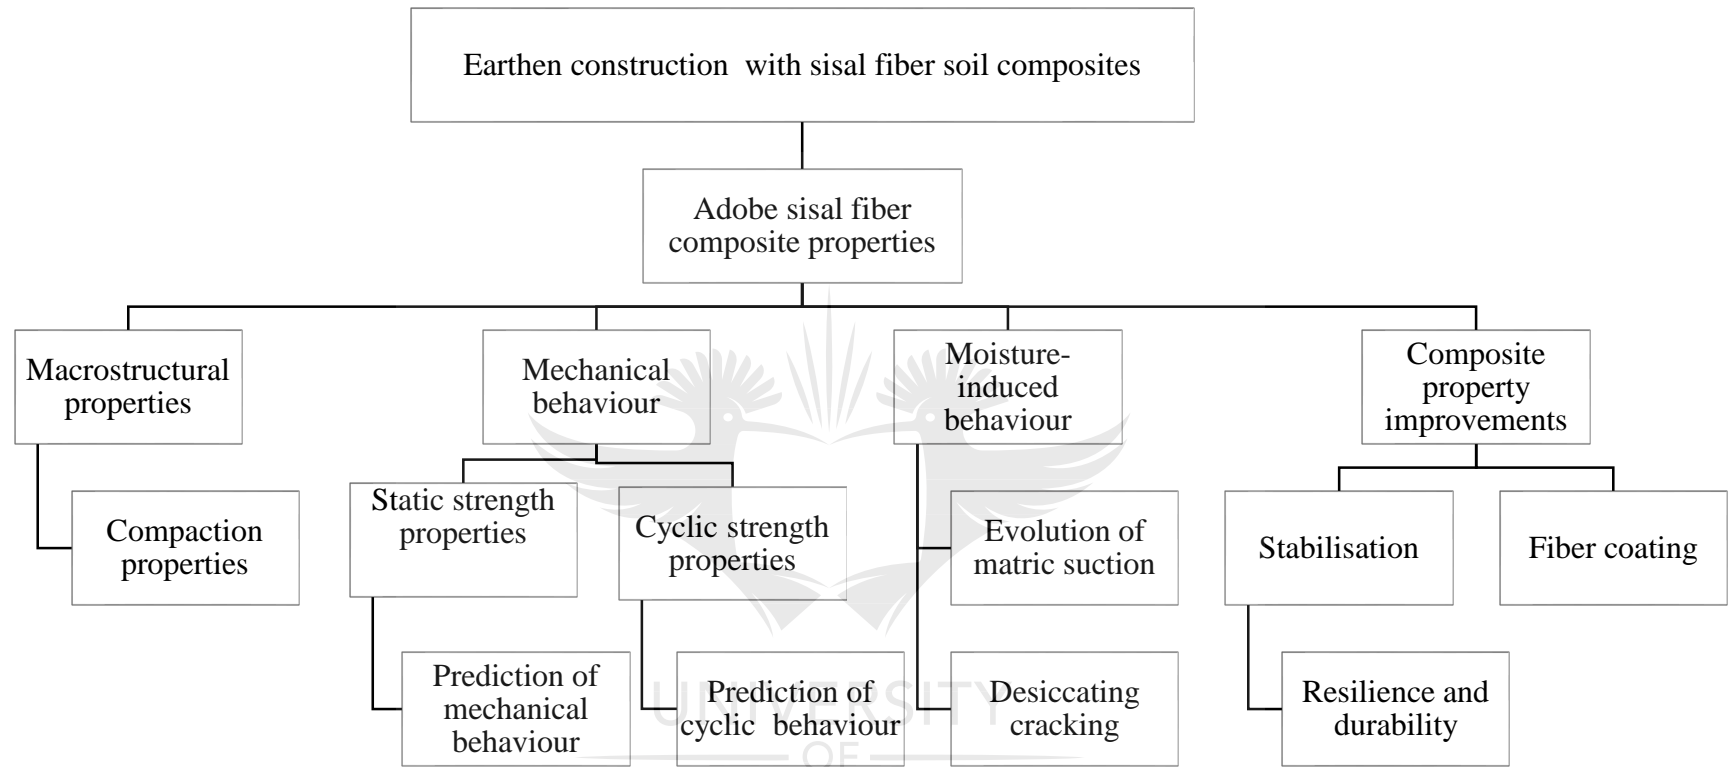 Earthen construction with sisal fiber soil composites
Adobe sisal fiber
composite properties
Macrostructural
properties
Mechanical
behaviour
Moisture-
induced
behaviour
Composite
property
improvements
Compaction
properties
Static strength
properties
Cyclic strength
properties
Evolution of
matric suction
Stabilisation
Fiber coating
Prediction of
mechanical
behaviour
Prediction of
cyclic behaviour
Desiccating
cracking
Resilience and
durability
UNIVERSITY
OF